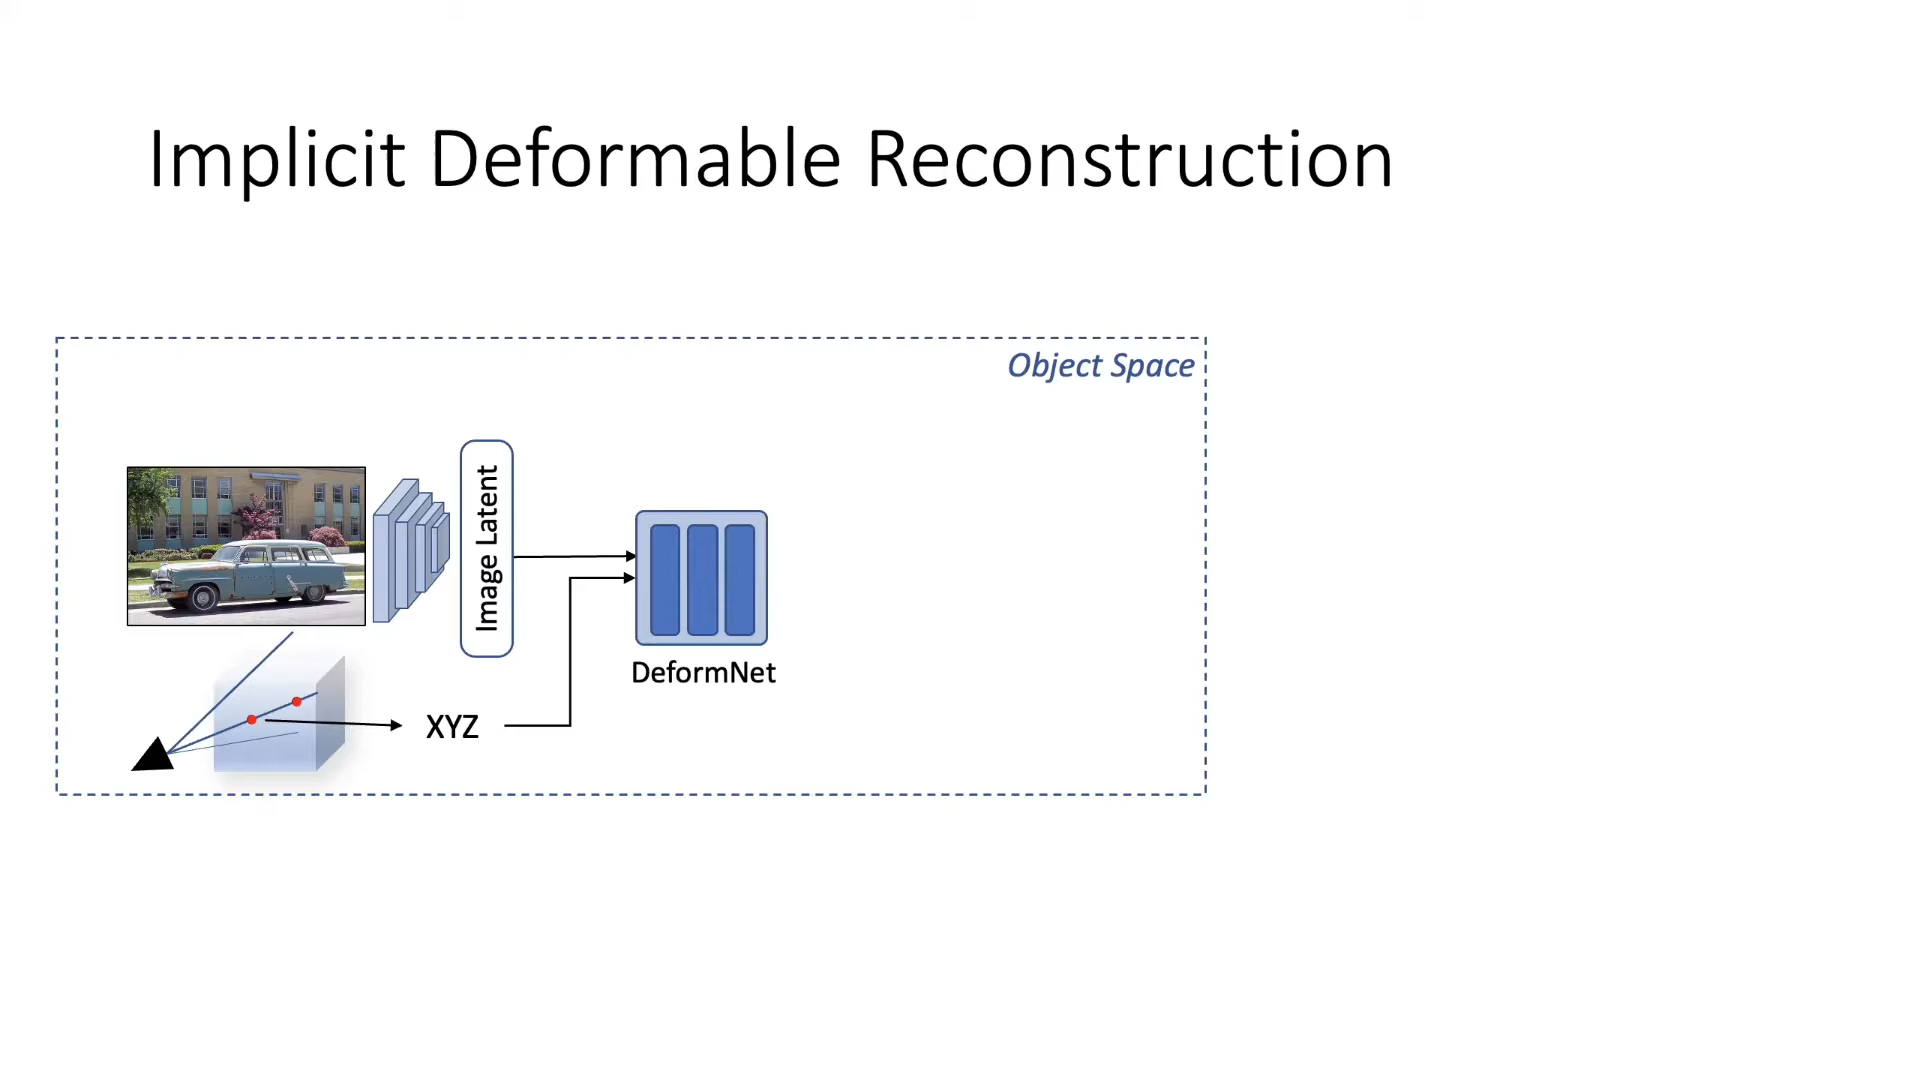 Implicit Deformable Reconstruction
Object Space
Image Latent
DeformNet
XYZ